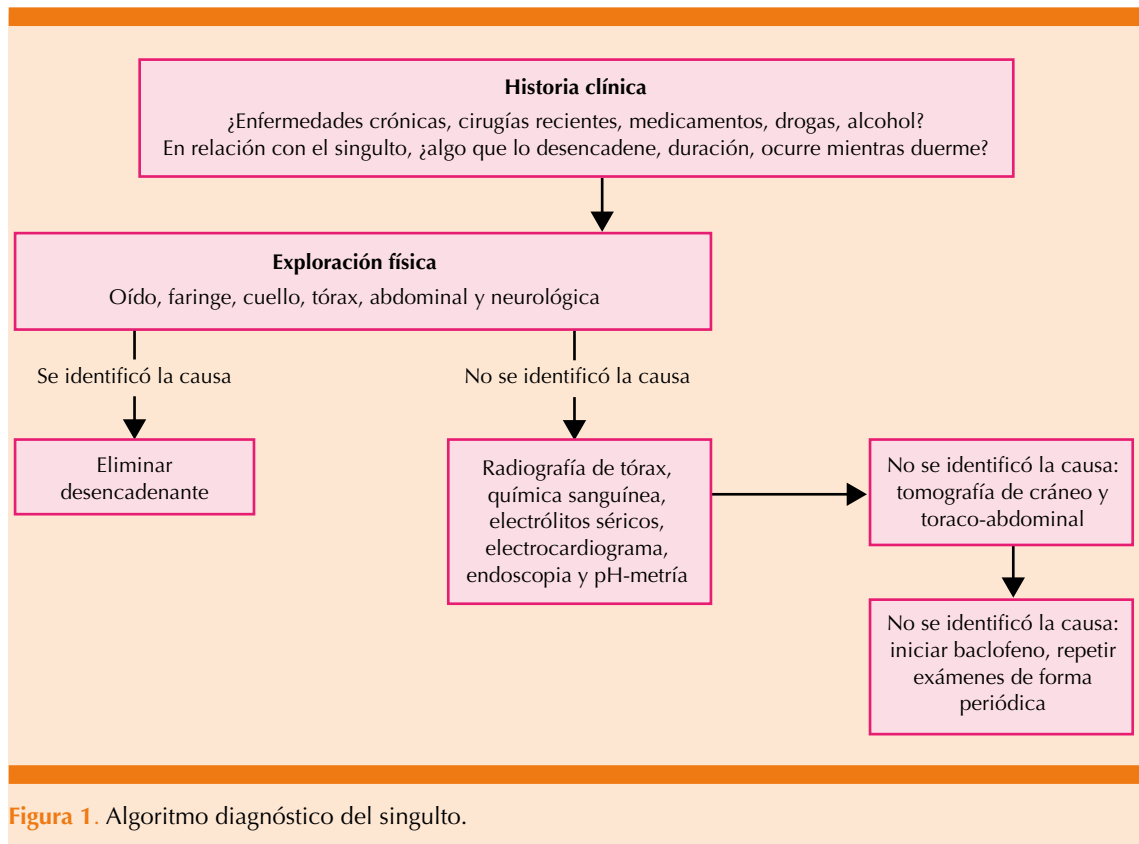 Historia clínica
¿Enfermedades crónicas, cirugías recientes, medicamentos, drogas, alcohol?
En relación con el singulto, ¿algo que lo desencadene, duración, ocurre mientras duerme?
Exploración física
Oído, faringe, cuello, tórax, abdominal y neurológica
Se identificó la causa
No se identificó la causa
Eliminar
desencadenante
Radiografía de tórax,
química sanguínea,
electrólitos séricos,
electrocardiograma,
endoscopia y pH-metría
No se identificó la causa:
tomografía de cráneo y
toraco-abdominal
No se identificó la causa:
iniciar baclofeno, repetir
exámenes de forma
periódica
Figura 1. Algoritmo diagnóstico del singulto.